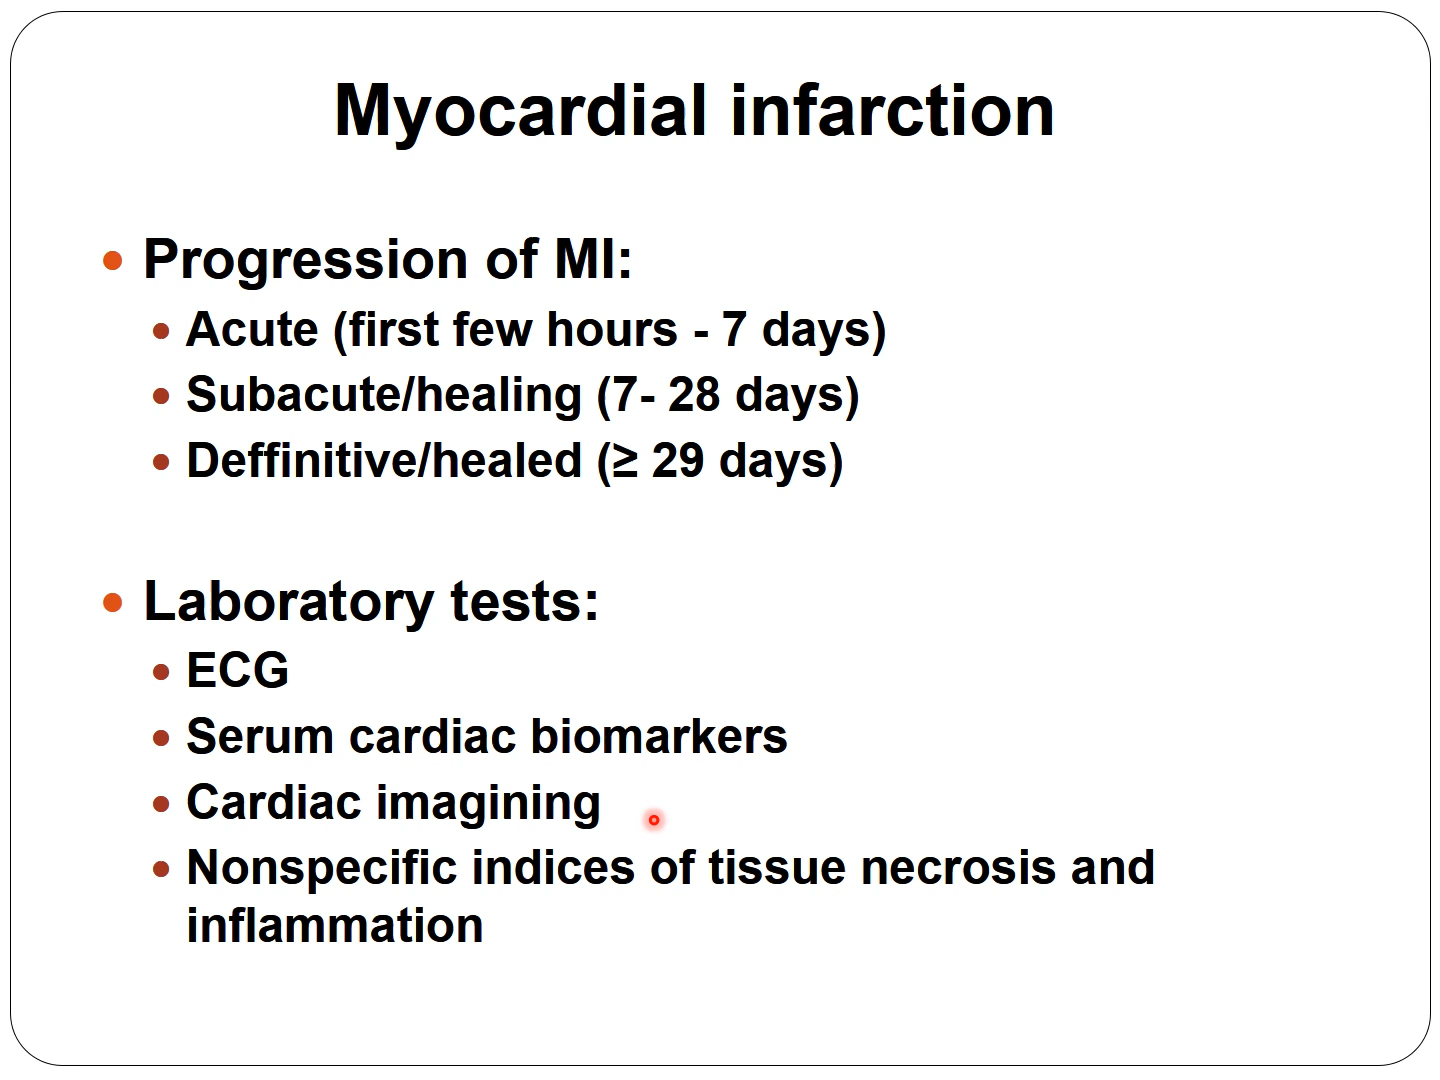 Myocardial infarction
Progression of MI:
Acute (first few hours - 7 days)
Subacute/healing (7- 28 days)
Deffinitive/healed (≥ 29 days)
Laboratory tests:
ECG
Serum cardiac biomarkers
Cardiac imagining
Nonspecific indices of tissue necrosis and
inflammation